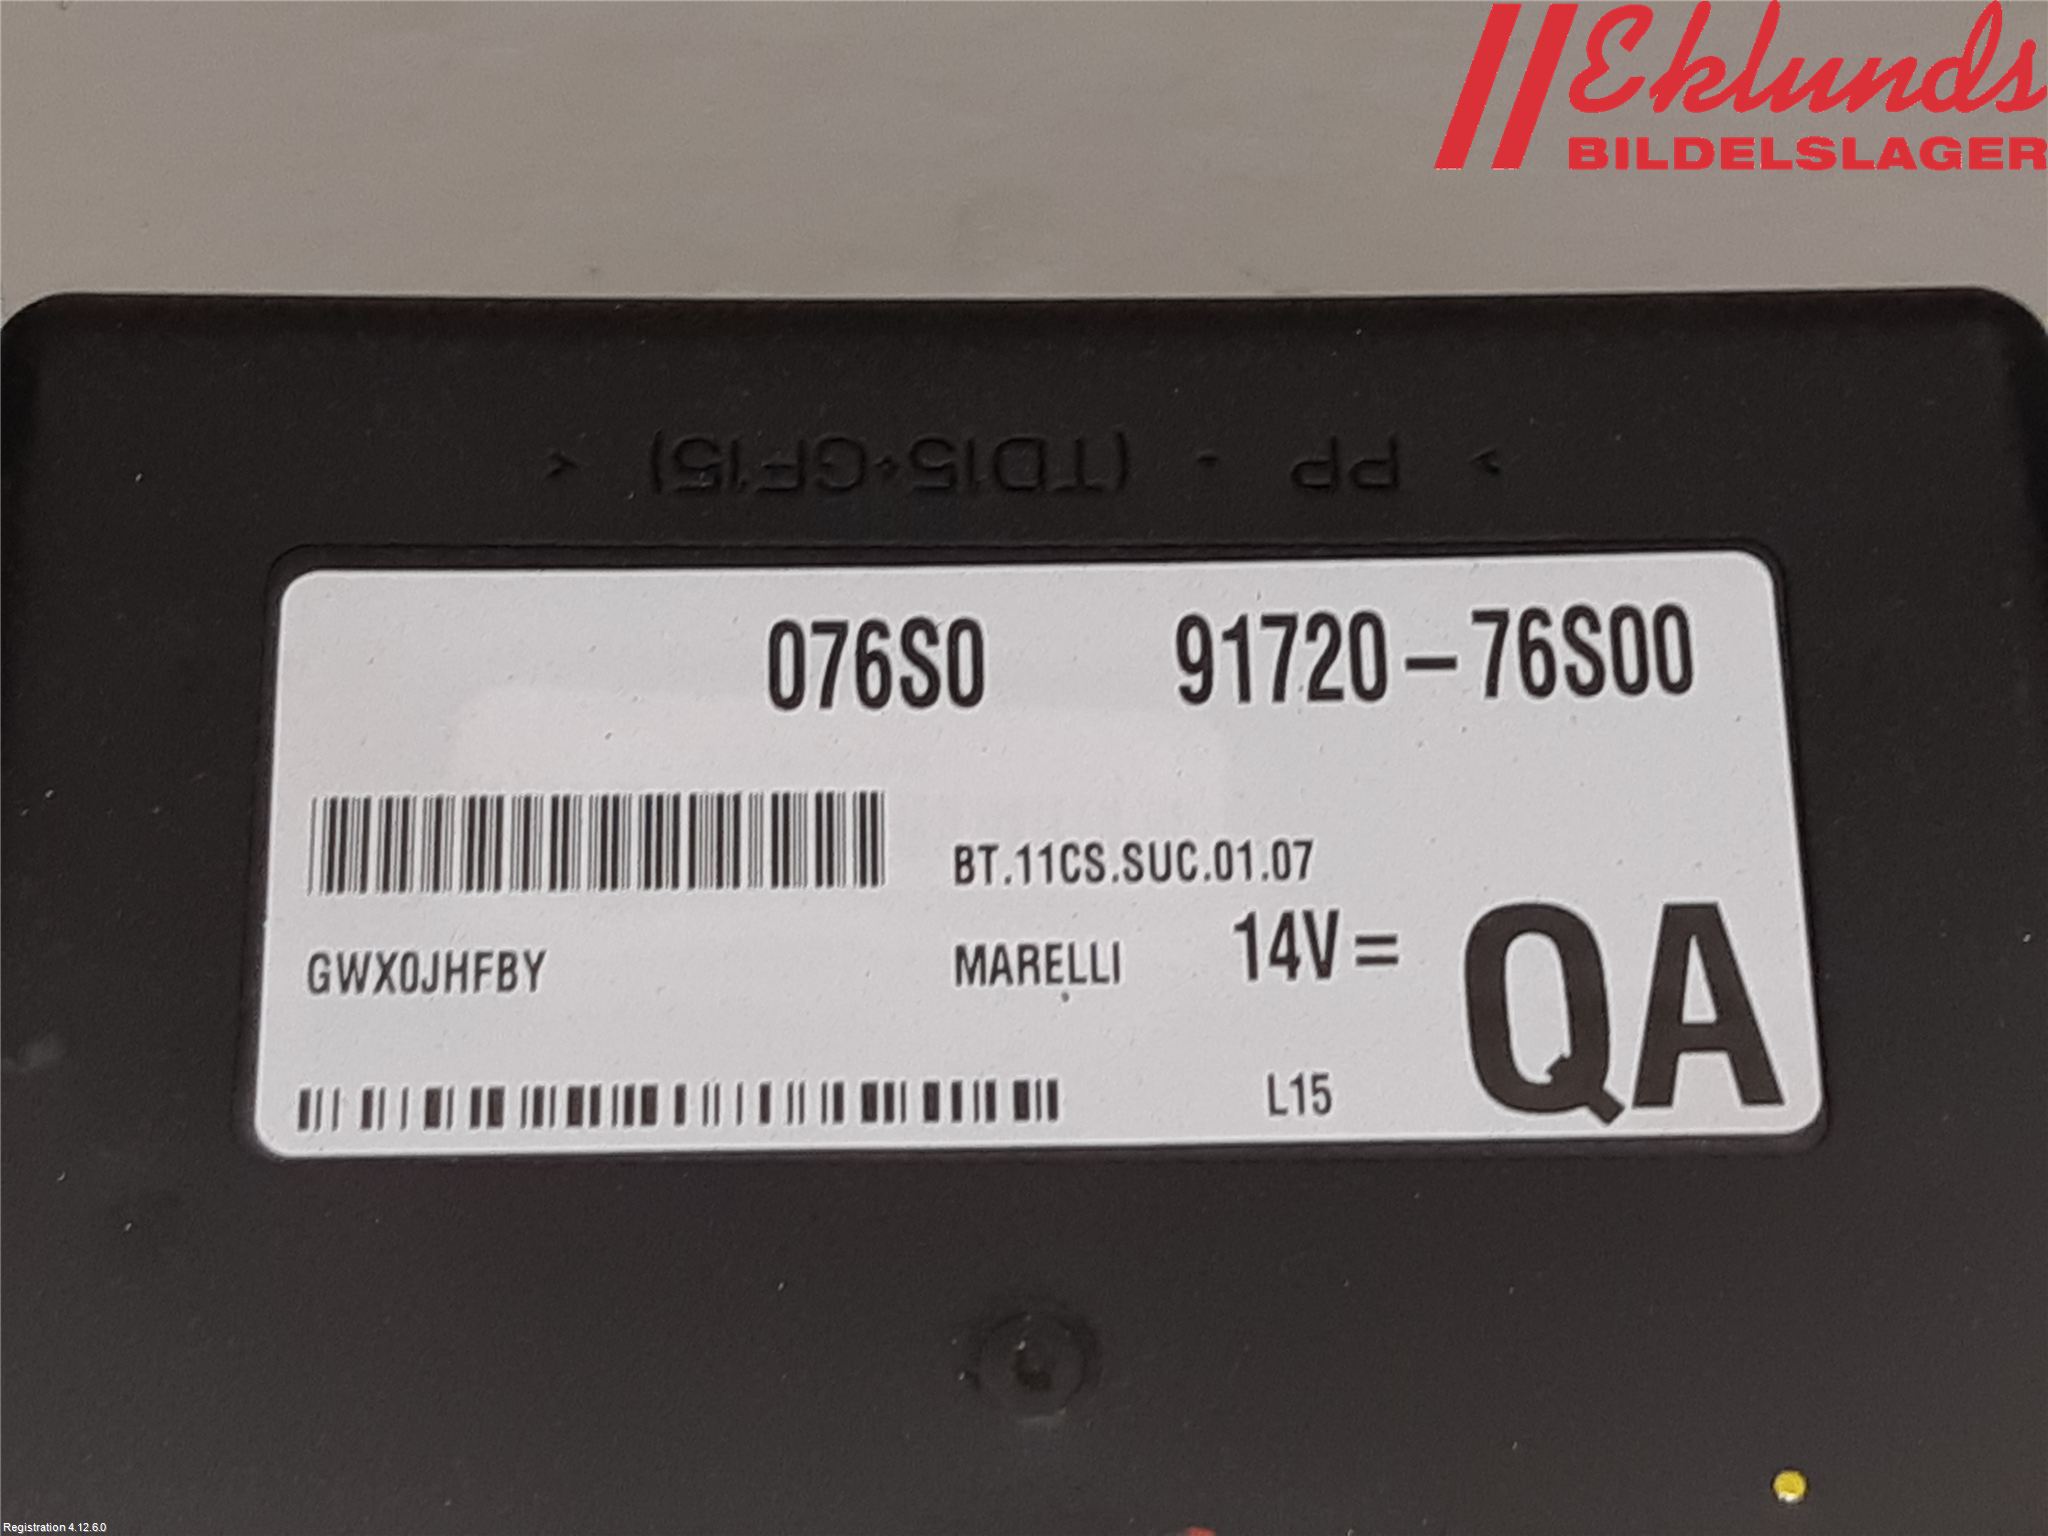 Eklunds
BILDELSLAGER
> PP - (TD15+GF15) <
076S0 91720-76S00
BT.11CS.SUC.01.07
GWX0JHFBY MARELLI 14V= QA
L15
Registration 4.12.6.0